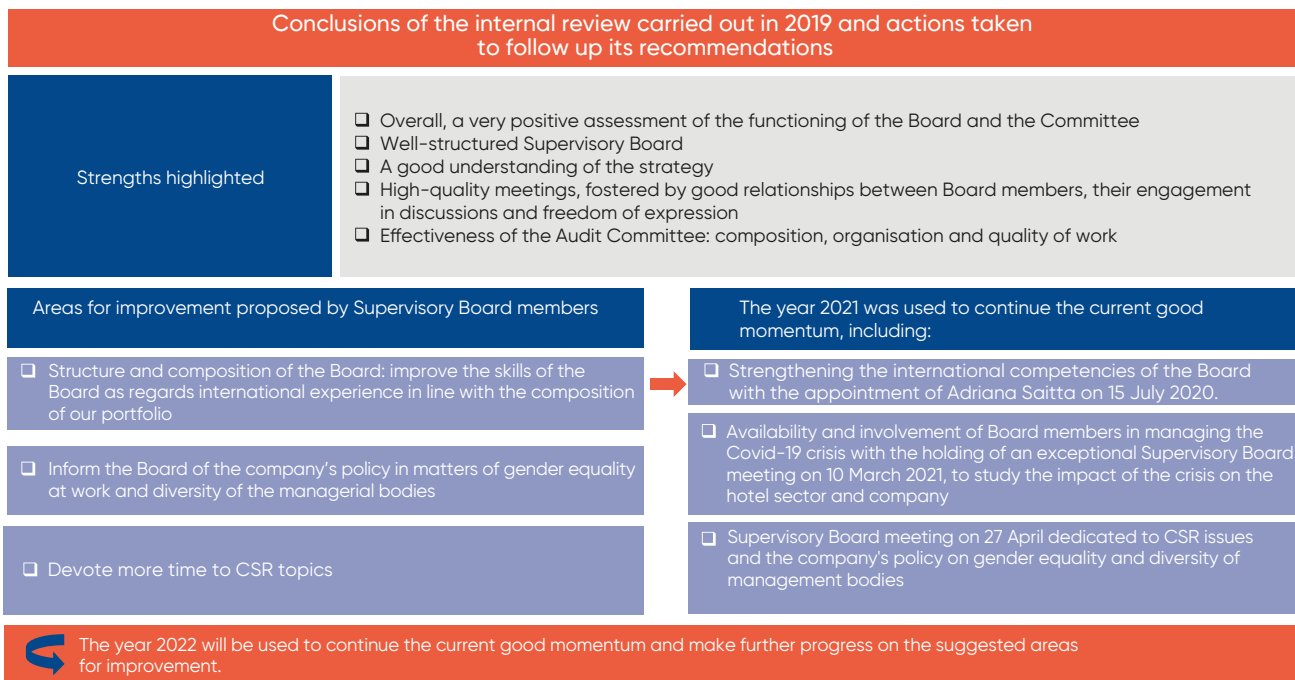 Conclusions of the internal review carried out in 2019 and actions taken
to follow up its recommendations
Strengths highlighted
❑ Overall, a very positive assessment of the functioning of the Board and the Committee
❑ Well-structured Supervisory Board
❑ A good understanding of the strategy
❑ High-quality meetings, fostered by good relationships between Board members, their engagement
in discussions and freedom of expression
❑ Effectiveness of the Audit Committee: composition, organisation and quality of work
Areas for improvement proposed by Supervisory Board members
❑ Structure and composition of the Board: improve the skills of the
Board as regards international experience in line with the composition
of our portfolio
❑ Inform the Board of the company's policy in matters of gender equality
at work and diversity of the managerial bodies
❑ Devote more time to CSR topics
The year 2021 was used to continue the current good
momentum, including:
❑ Strengthening the international competencies of the Board
with the appointment of Adriana Saitta on 15 July 2020.
❑ Availability and involvement of Board members in managing the
Covid-19 crisis with the holding of an exceptional Supervisory Board
meeting on 10 March 2021, to study the impact of the crisis on the
hotel sector and company
❑ Supervisory Board meeting on 27 April dedicated to CSR issues
and the company's policy on gender equality and diversity of
management bodies
The year 2022 will be used to continue the current good momentum and make further progress on the suggested areas
for improvement.